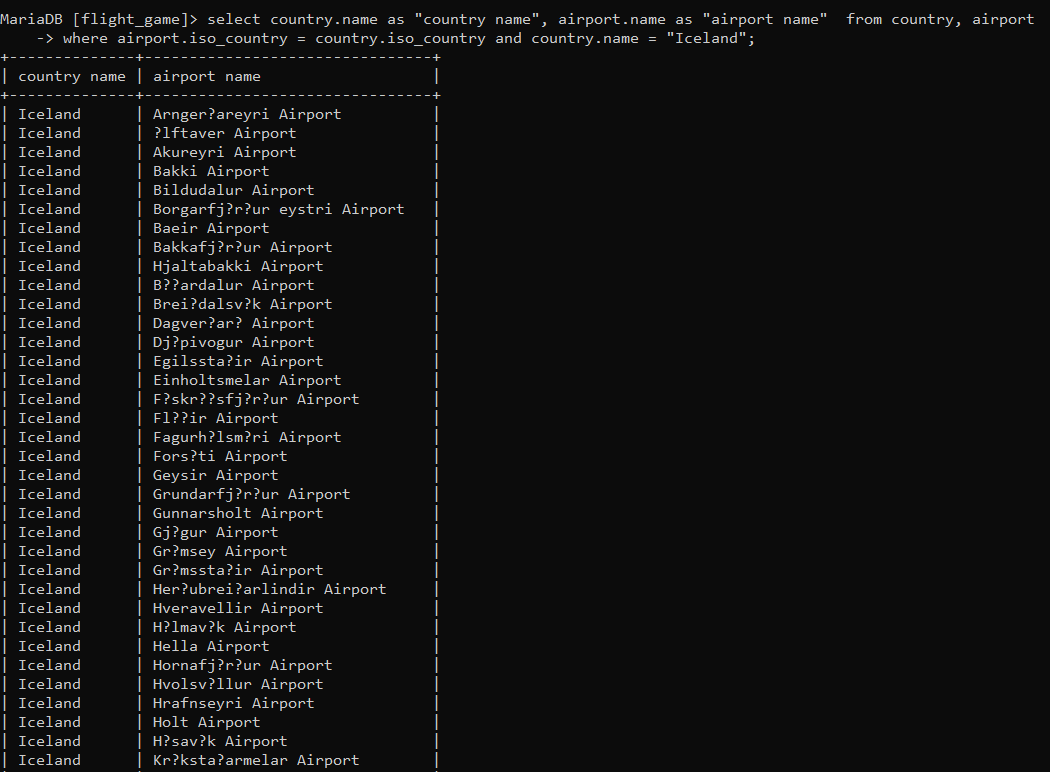 MariaDB [flight_game]> select country.name as "country name", airport.name as "airport name"  from country, airport
    -> where airport.iso_country = country.iso_country and country.name = "Iceland";
+--------------+--------------------------------+
| country name | airport name                   |
+--------------+--------------------------------+
| Iceland      | Arnger?areyri Airport          |
| Iceland      | ?lftaver Airport               |
| Iceland      | Akureyri Airport               |
| Iceland      | Bakki Airport                  |
| Iceland      | Bildudalur Airport             |
| Iceland      | Borgarfj?r?ur eystri Airport   |
| Iceland      | Baeir Airport                  |
| Iceland      | Bakkafj?r?ur Airport           |
| Iceland      | Hjaltabakki Airport            |
| Iceland      | B??ardalur Airport             |
| Iceland      | Brei?dalsv?k Airport           |
| Iceland      | Dagver?ar? Airport             |
| Iceland      | Dj?pivogur Airport             |
| Iceland      | Egilssta?ir Airport            |
| Iceland      | Einholtsmelar Airport          |
| Iceland      | F?skr??sfj?r?ur Airport        |
| Iceland      | Fl??ir Airport                 |
| Iceland      | Fagurh?lsm?ri Airport          |
| Iceland      | Fors?ti Airport                |
| Iceland      | Geysir Airport                 |
| Iceland      | Grundarfj?r?ur Airport         |
| Iceland      | Gunnarsholt Airport            |
| Iceland      | Gj?gur Airport                 |
| Iceland      | Gr?msey Airport                |
| Iceland      | Gr?mssta?ir Airport            |
| Iceland      | Her?ubrei?arlindir Airport     |
| Iceland      | Hveravellir Airport            |
| Iceland      | H?lmav?k Airport               |
| Iceland      | Hella Airport                  |
| Iceland      | Hornafj?r?ur Airport           |
| Iceland      | Hvolsv?llur Airport            |
| Iceland      | Hrafnseyri Airport             |
| Iceland      | Holt Airport                   |
| Iceland      | H?sav?k Airport                |
| Iceland      | Kr?ksta?armelar Airport        |